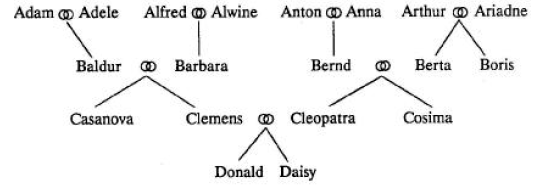 Adam ⚭ Adele Alfred ⚭ Alwine Anton ⚭ Anna Arthur ⚭ Ariadne
Baldur ⚭ Barbara Bernd ⚭ Berta Boris
Casanova Clemens ⚭ Cleopatra Cosima
Donald Daisy